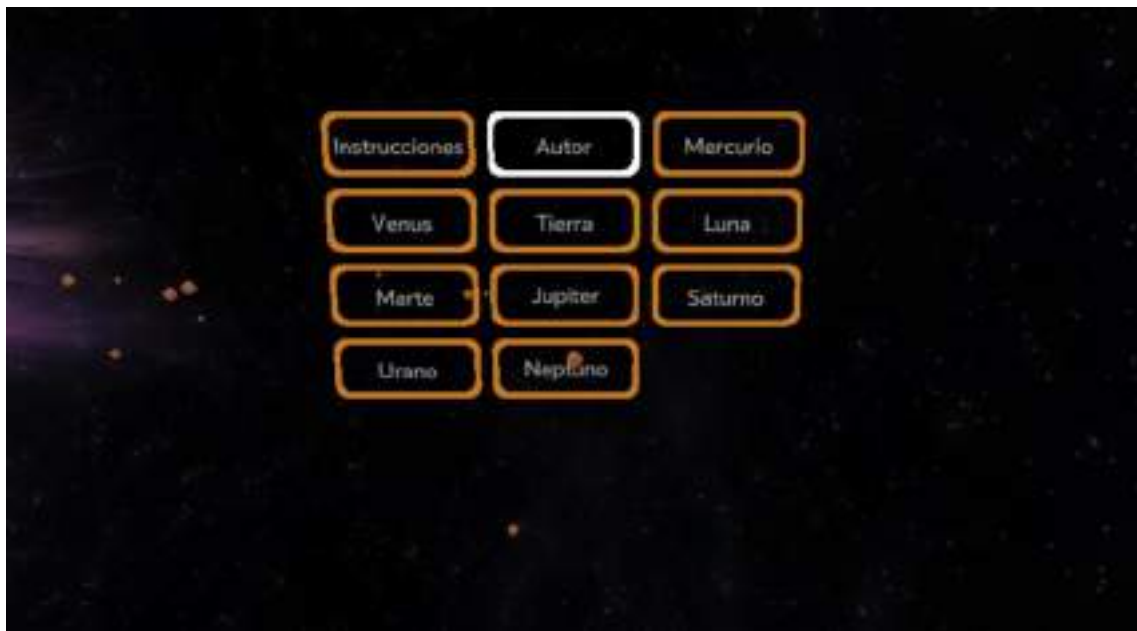 Instrucciones Autor Mercurio
Venus Tierra Luna
Marte Jupiter Saturno
Urano Neptuno